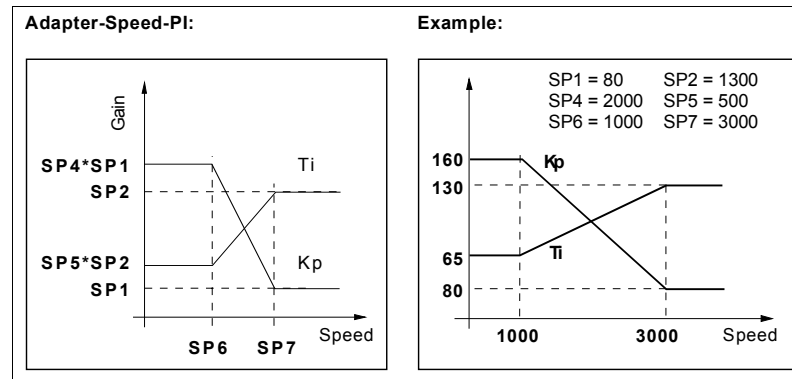 Adapter-Speed-PI:
Gain
SP4*SP1
SP2
SP5*SP2
SP1
Ti
Kp
Speed
SP6 SP7
Example:
SP1 = 80 SP2 = 1300
SP4 = 2000 SP5 = 500
SP6 = 1000 SP7 = 3000
160
130
65
80
Kp
Ti
1000 3000 Speed